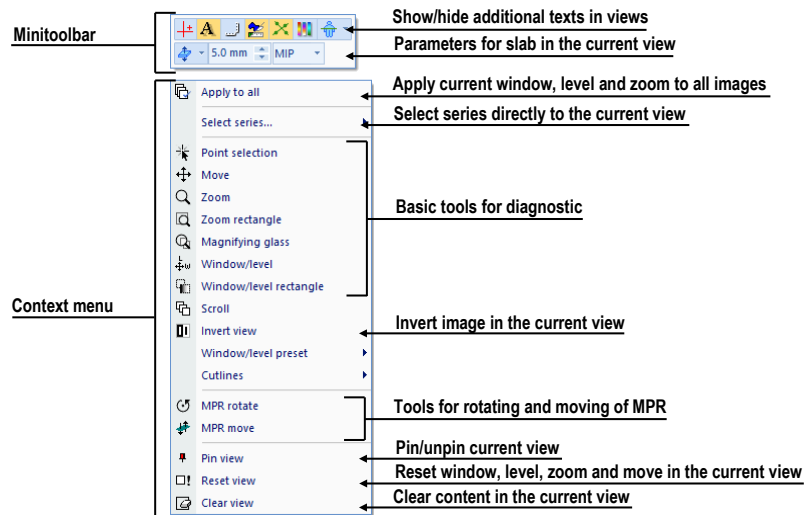 Minitoolbar
A
Show/hide additional texts in views
5.0 mm MIP
Parameters for slab in the current view
Apply to all
Apply current window, level and zoom to all images
Select series...
Select series directly to the current view
Point selection
Move
Zoom
Zoom rectangle
Magnifying glass
Window/level
Window/level rectangle
Basic tools for diagnostic
Context menu
Scroll
Invert view
Invert image in the current view
Window/level preset
Cutlines
MPR rotate
MPR move
Tools for rotating and moving of MPR
Pin view
Pin/unpin current view
Reset view
Reset window, level, zoom and move in the current view
Clear view
Clear content in the current view